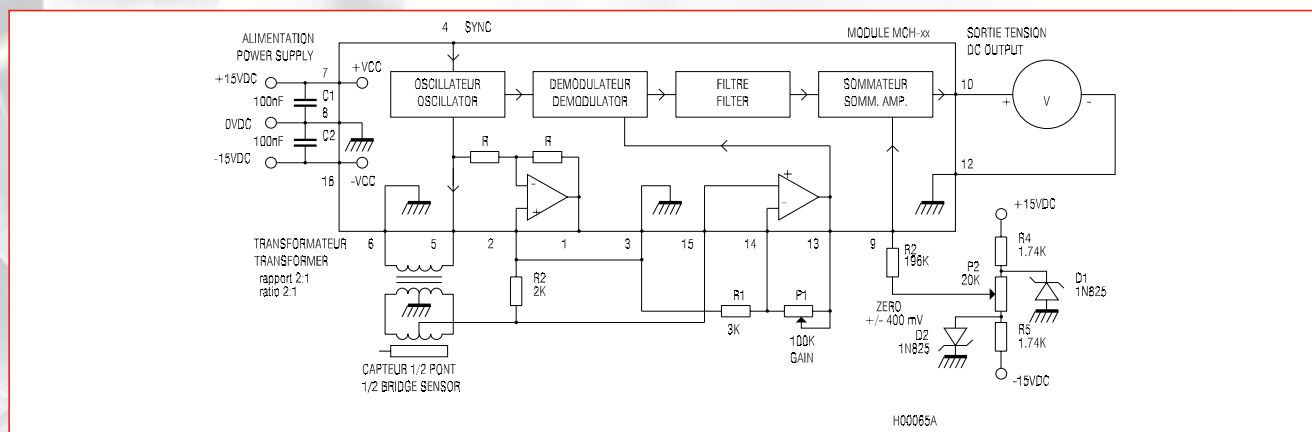 4 SYNC
MODULE MCH-xx
ALIMENTATION
POWER SUPPLY
SORTIE TENSION
DC OUTPUT
+15VDC
7
+VCC
100nF
C1
8
0VDC
100nF
C2
-15VDC
16
-VCC
OSCILLATEUR
OSCILLATOR
DEMODULATEUR
DEMODULATOR
FILTRE
FILTER
SOMMATEUR
SOMM. AMP.
10
+
V
-
12
R
R
-
+
+
-
TRANSFORMATEUR
TRANSFORMER
rapport 2:1
ratio 2:1
6
5
2
1
3
15
14
13
9
R2
196K
R2
2K
R1
3K
P1
100K
GAIN
ZERO
+/- 400 mV
+15VDC
R4
1.74K
P2
20K
D1
1N825
D2
1N825
R5
1.74K
-15VDC
CAPTEUR 1/2 PONT
1/2 BRIDGE SENSOR
H00065A